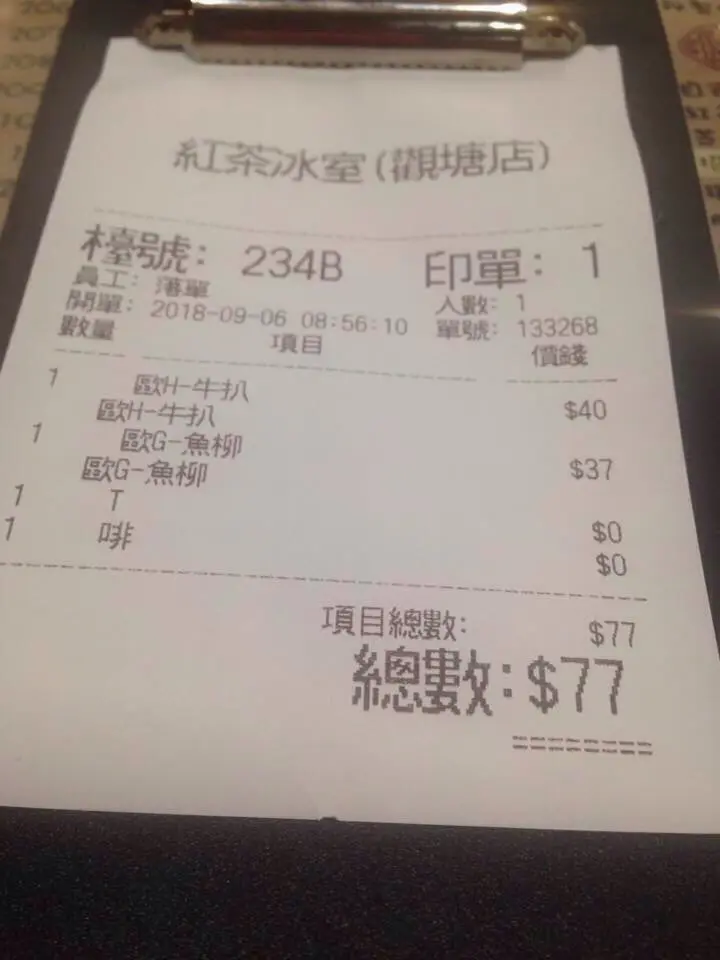 紅茶冰室(觀塘店)
檯號: 234B 印單: 1
員工: 落單 人數: 1
開單: 2018-09-06 08:56:10 單號: 133268
數量 項目 價錢
1 歐H-牛扒
歐H-牛扒 $40
1 歐G-魚柳
歐G-魚柳 $37
1 T $0
1 啡 $0
項目總數: $77
總數: $77
========